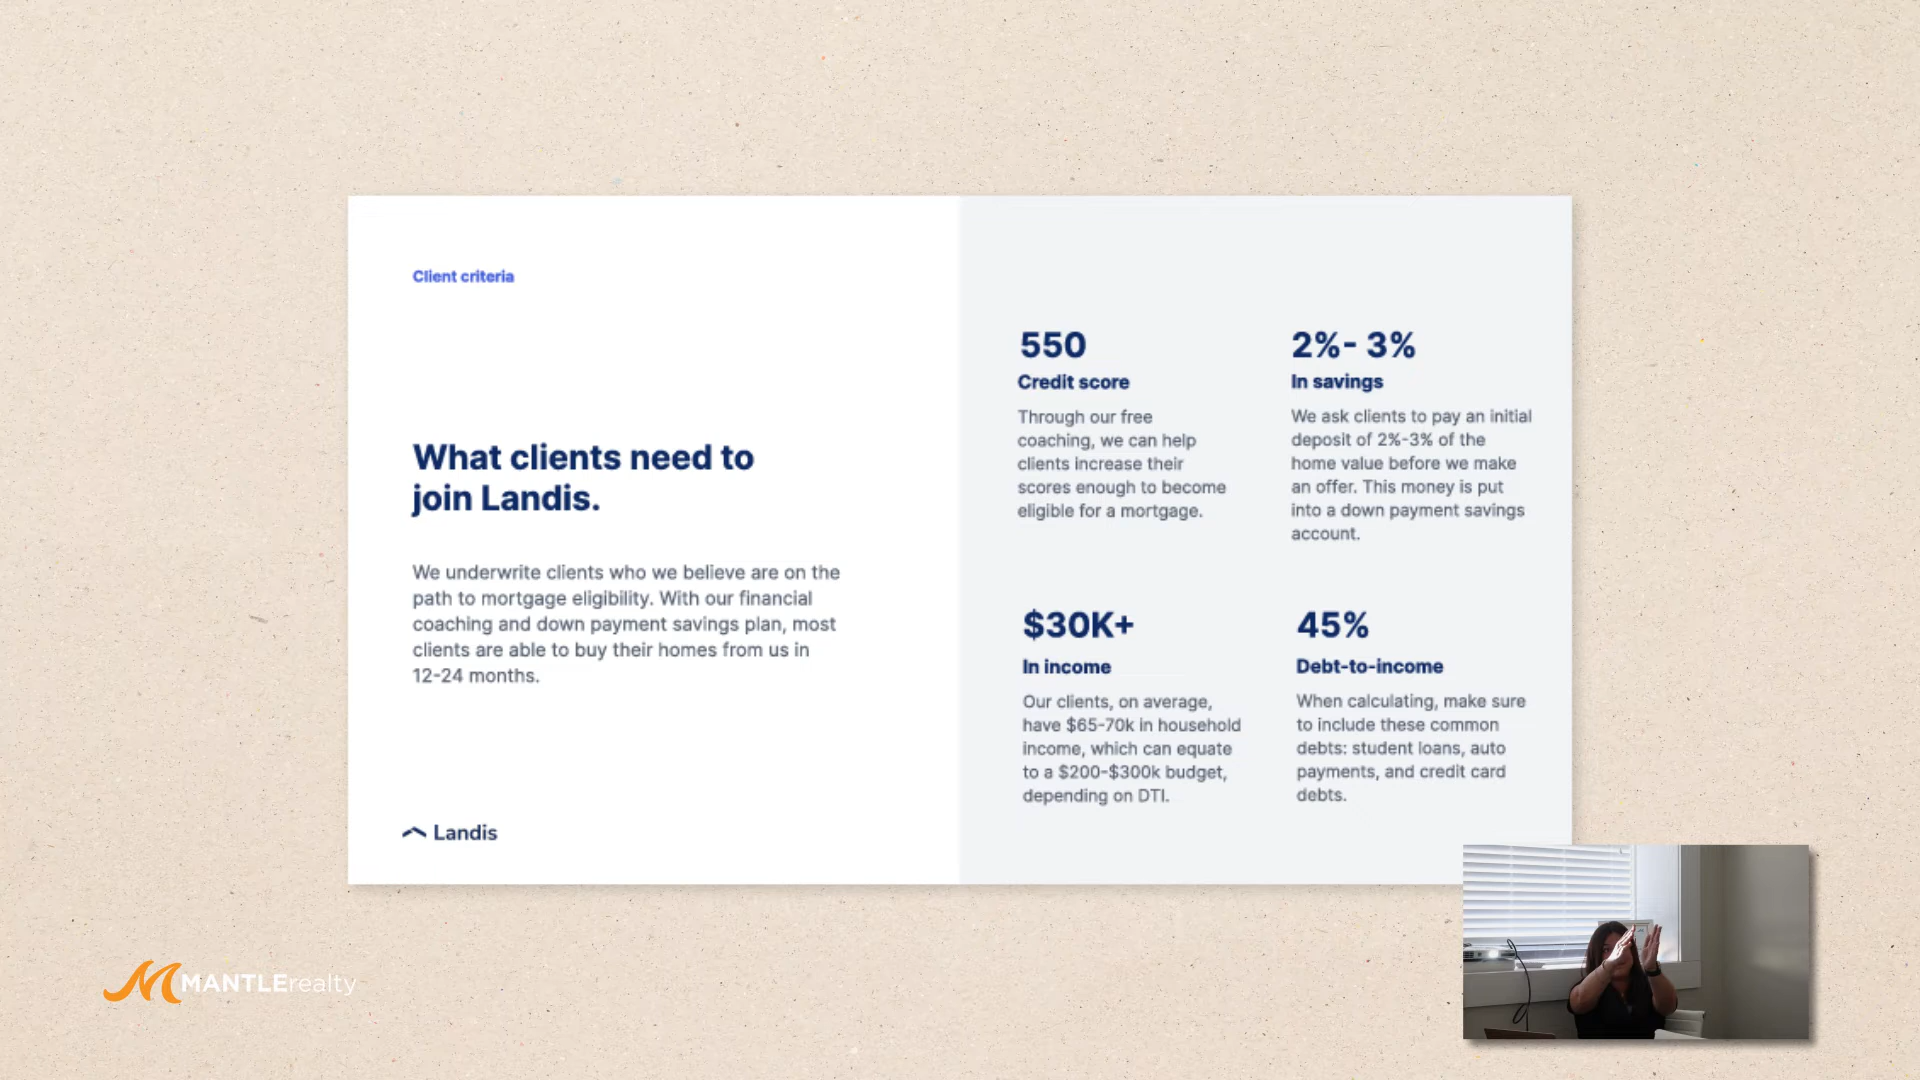 Client criteria
What clients need to
join Landis.
We underwrite clients who we believe are on the
path to mortgage eligibility. With our financial
coaching and down payment savings plan, most
clients are able to buy their homes from us in
12-24 months.
Landis
550
Credit score
Through our free
coaching, we can help
clients increase their
scores enough to become
eligible for a mortgage.
2%- 3%
In savings
We ask clients to pay an initial
deposit of 2%-3% of the
home value before we make
an offer. This money is put
into a down payment savings
account.
$30K+
In income
Our clients, on average,
have $65-70k in household
income, which can equate
to a $200-$300k budget,
depending on DTI.
45%
Debt-to-income
When calculating, make sure
to include these common
debts: student loans, auto
payments, and credit card
debts.
MANTLErealty